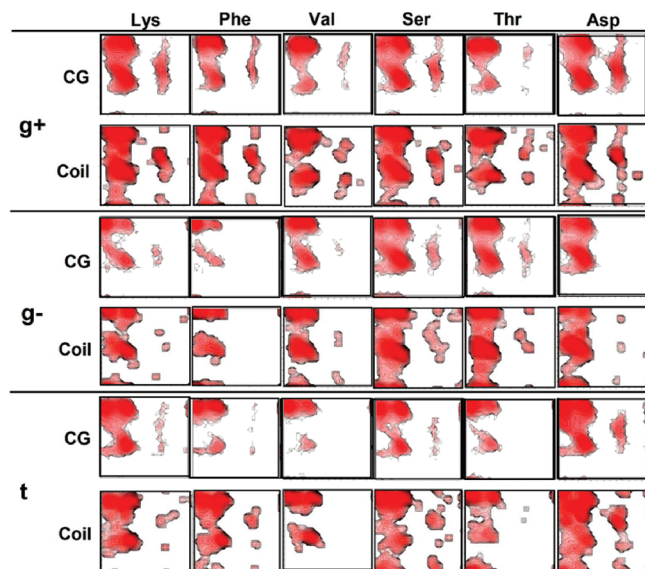 Lys Phe Val Ser Thr Asp
CG
g+
Coil
CG
g-
Coil
CG
t
Coil